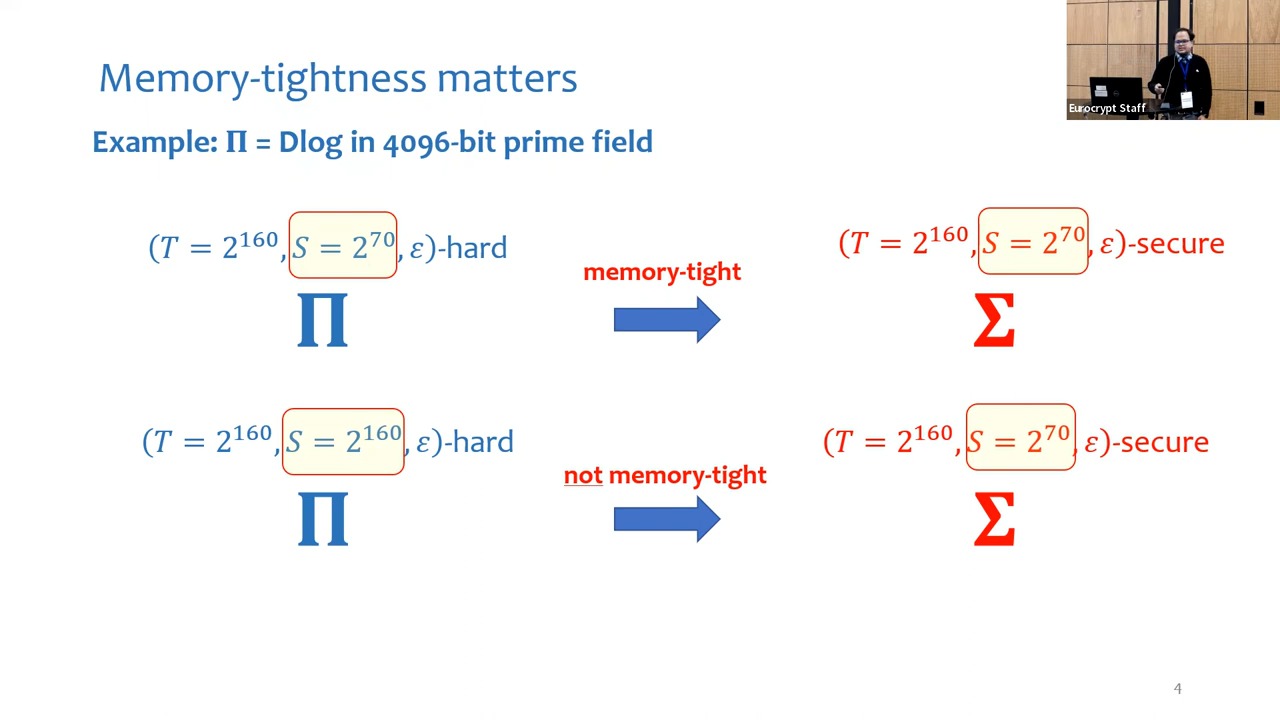 Memory-tightness matters
Eurocrypt Staff
Example: Π = Dlog in 4096-bit prime field
(T = 2^160, S = 2^70, ε)-hard
(T = 2^160, S = 2^70, ε)-secure
memory-tight
Π
Σ
(T = 2^160, S = 2^160, ε)-hard
(T = 2^160, S = 2^70, ε)-secure
not memory-tight
Π
Σ
4